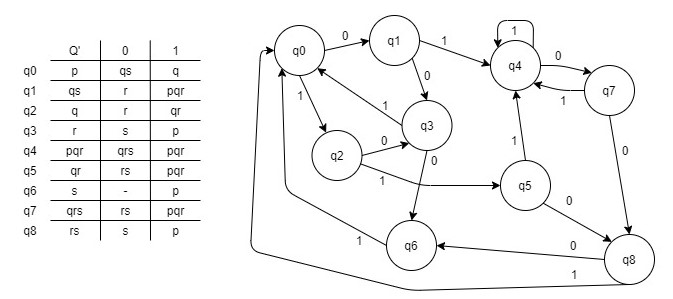 Q' 0 1
q0 p qs q
q1 qs r pqr
q2 q r qr
q3 r s p
q4 pqr qrs pqr
q5 qr rs pqr
q6 s - p
q7 qrs rs pqr
q8 rs s p
1
q0 0 q1 1 q4 0 q7
0 1
1 1
q3
q2 0 1 0
0
1 q5
0
1 q6 0 q8
1